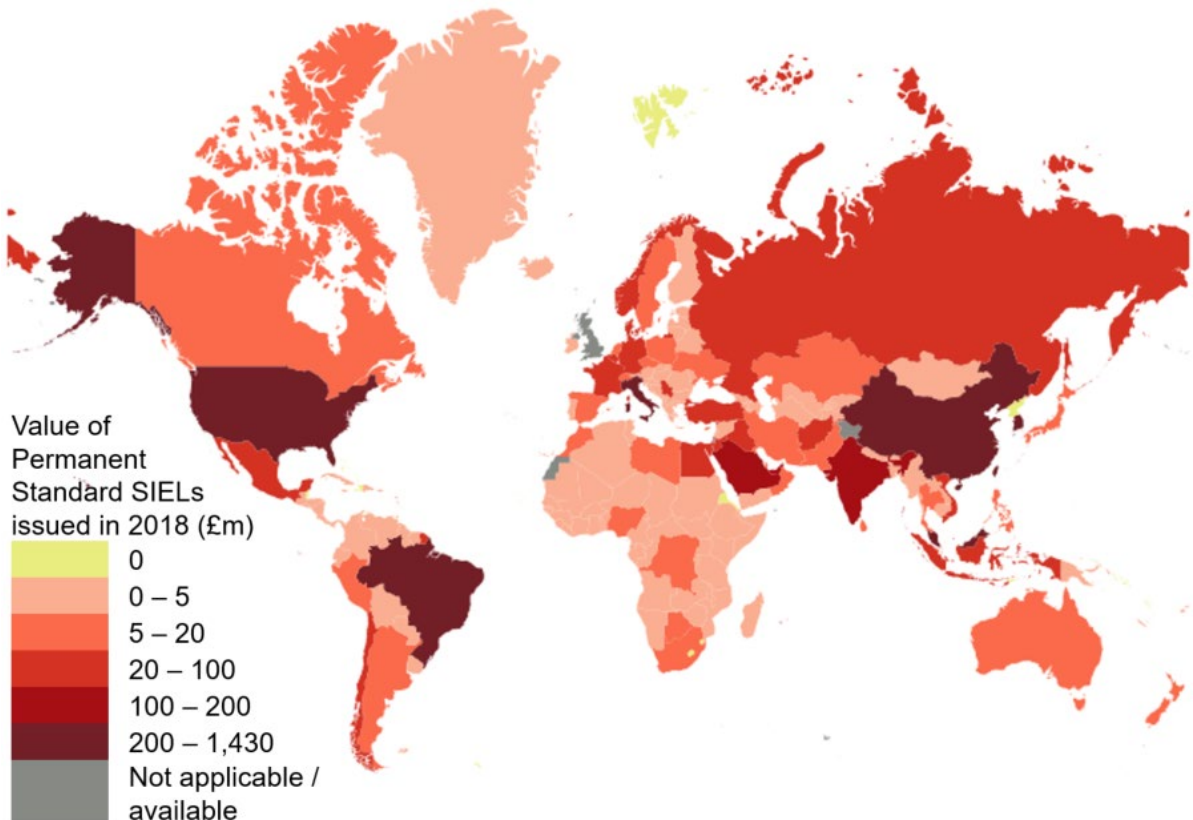 Value of
Permanent
Standard SIELs
issued in 2018 (£m)
0
0 – 5
5 – 20
20 – 100
100 – 200
200 – 1,430
Not applicable /
available